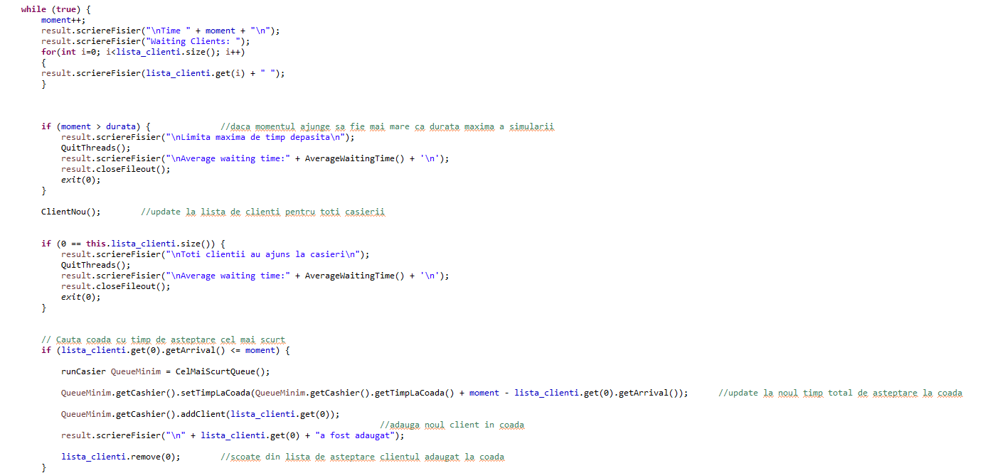 while (true) {
moment++;
result.scriereFisier("\nTime " + moment + "\n");
result.scriereFisier("Waiting Clients: ");
for(int i=0; i<lista_clienti.size(); i++)
{
result.scriereFisier(lista_clienti.get(i) + " ");
}
if (moment > durata) { //daca momentul ajunge sa fie mai mare ca durata maxima a simularii
result.scriereFisier("\nLimita maxima de timp depasita\n");
QuitThreads();
result.scriereFisier("\nAverage waiting time:" + AverageWaitingTime() + '\n');
result.closeFileout();
exit(0);
}
ClientNou(); //update la lista de clienti pentru toti casierii
if (0 == this.lista_clienti.size()) {
result.scriereFisier("\nToti clientii au ajuns la casieri\n");
QuitThreads();
result.scriereFisier("\nAverage waiting time:" + AverageWaitingTime() + '\n');
result.closeFileout();
exit(0);
}
// Cauta coada cu timp de asteptare cel mai scurt
if (lista_clienti.get(0).getArrival() <= moment) {
runCasier QueueMinim = CelMaiScurtQueue();
QueueMinim.getCashier().setTimpLaCoada(QueueMinim.getCashier().getTimpLaCoada() + moment - lista_clienti.get(0).getArrival()); //update la noul timp total de asteptare la coada
QueueMinim.getCashier().addClient(lista_clienti.get(0));
//adauga noul client in coada
result.scriereFisier("\n" + lista_clienti.get(0) + "a fost adaugat");
lista_clienti.remove(0); //scoate din lista de asteptare clientul adaugat la coada
}